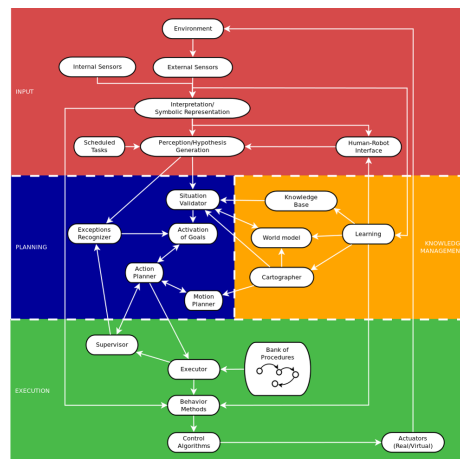 Environment
Internal Sensors
External Sensors
INPUT
Interpretation/
Symbolic Representation
Scheduled
Tasks
Perception/Hypothesis
Generation
Human-Robot
Interface
Situation
Validator
Knowledge
Base
Exceptions
Recognizer
Activation
of Goals
World model
Learning
PLANNING
KNOWLEDGE
MANAGEMENT
Action
Planner
Cartographer
Motion
Planner
Supervisor
Executor
Bank of
Procedures
EXECUTION
Behavior
Methods
Control
Algorithms
Actuators
(Real/Virtual)